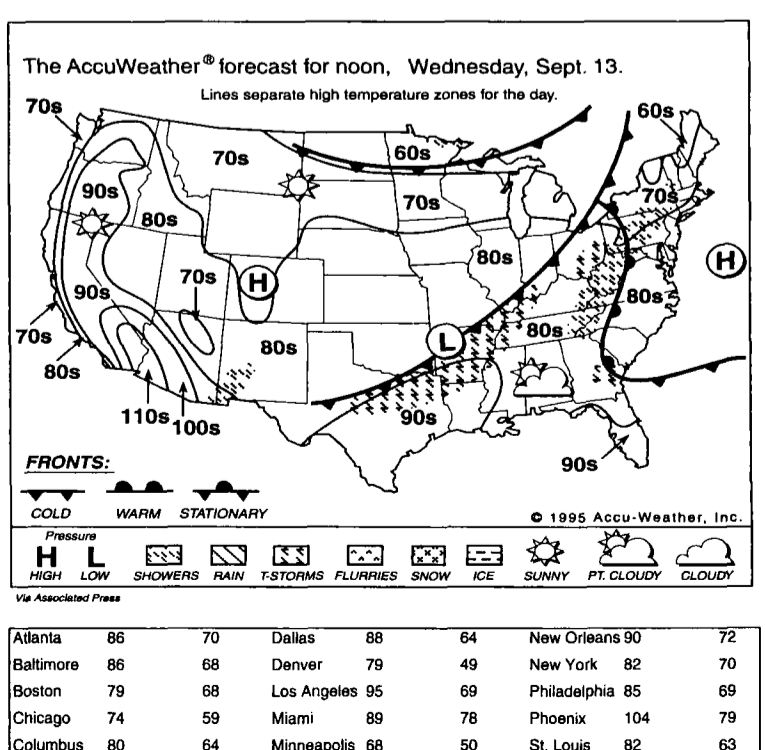 The AccuWeather® forecast for noon, Wednesday, Sept. 13.
Lines separate high temperature zones for the day.
70s
60s
60s
70s
70s
70s
90s
80s
80s
70s
H
H
90s
80s
80s
70s
80s
L
80s
80s
110s
100s
90s
90s
FRONTS:
COLD WARM STATIONARY
© 1995 Accu-Weather, Inc.
Pressure
H L
HIGH LOW SHOWERS RAIN T-STORMS FLURRIES SNOW ICE SUNNY PT. CLOUDY CLOUDY
Via Associated Press
Atlanta 86 70 Dallas 88 64 New Orleans 90 72
Baltimore 86 68 Denver 79 49 New York 82 70
Boston 79 68 Los Angeles 95 69 Philadelphia 85 69
Chicago 74 59 Miami 89 78 Phoenix 104 79
Columbus 80 64 Minneapolis 68 50 St. Louis 82 63